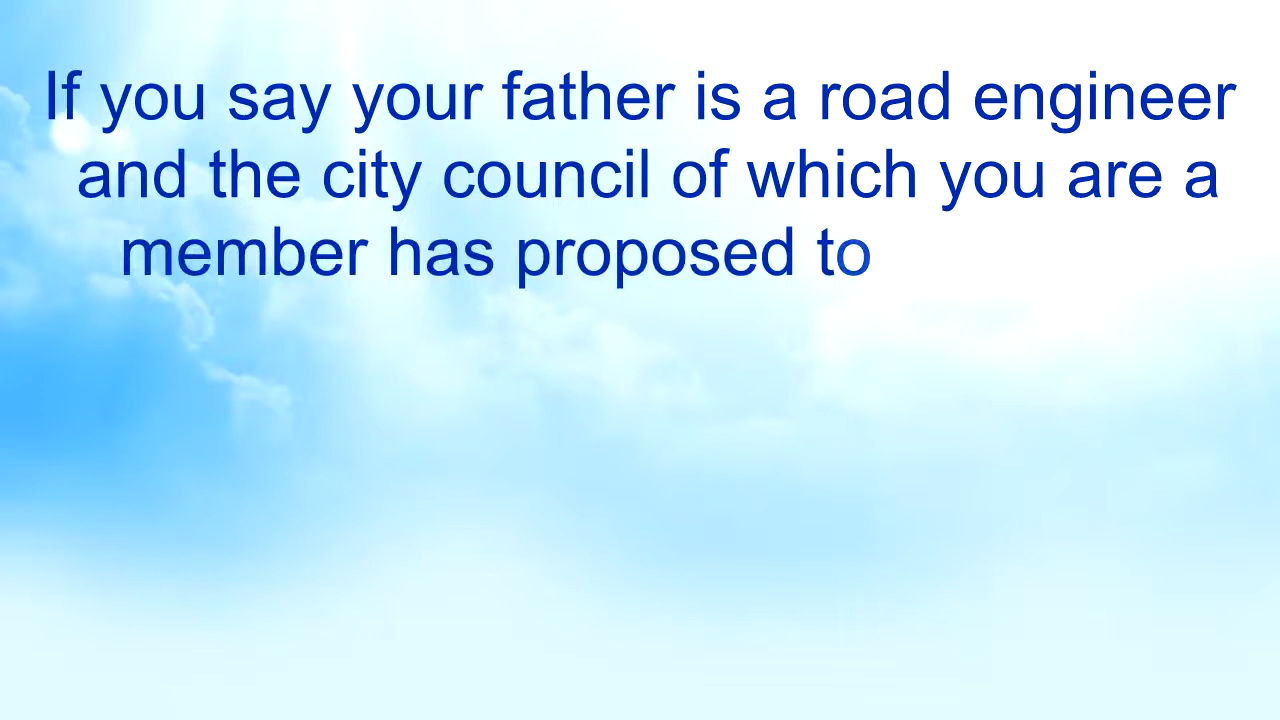 If you say your father is a road engineer
and the city council of which you are a
member has proposed to